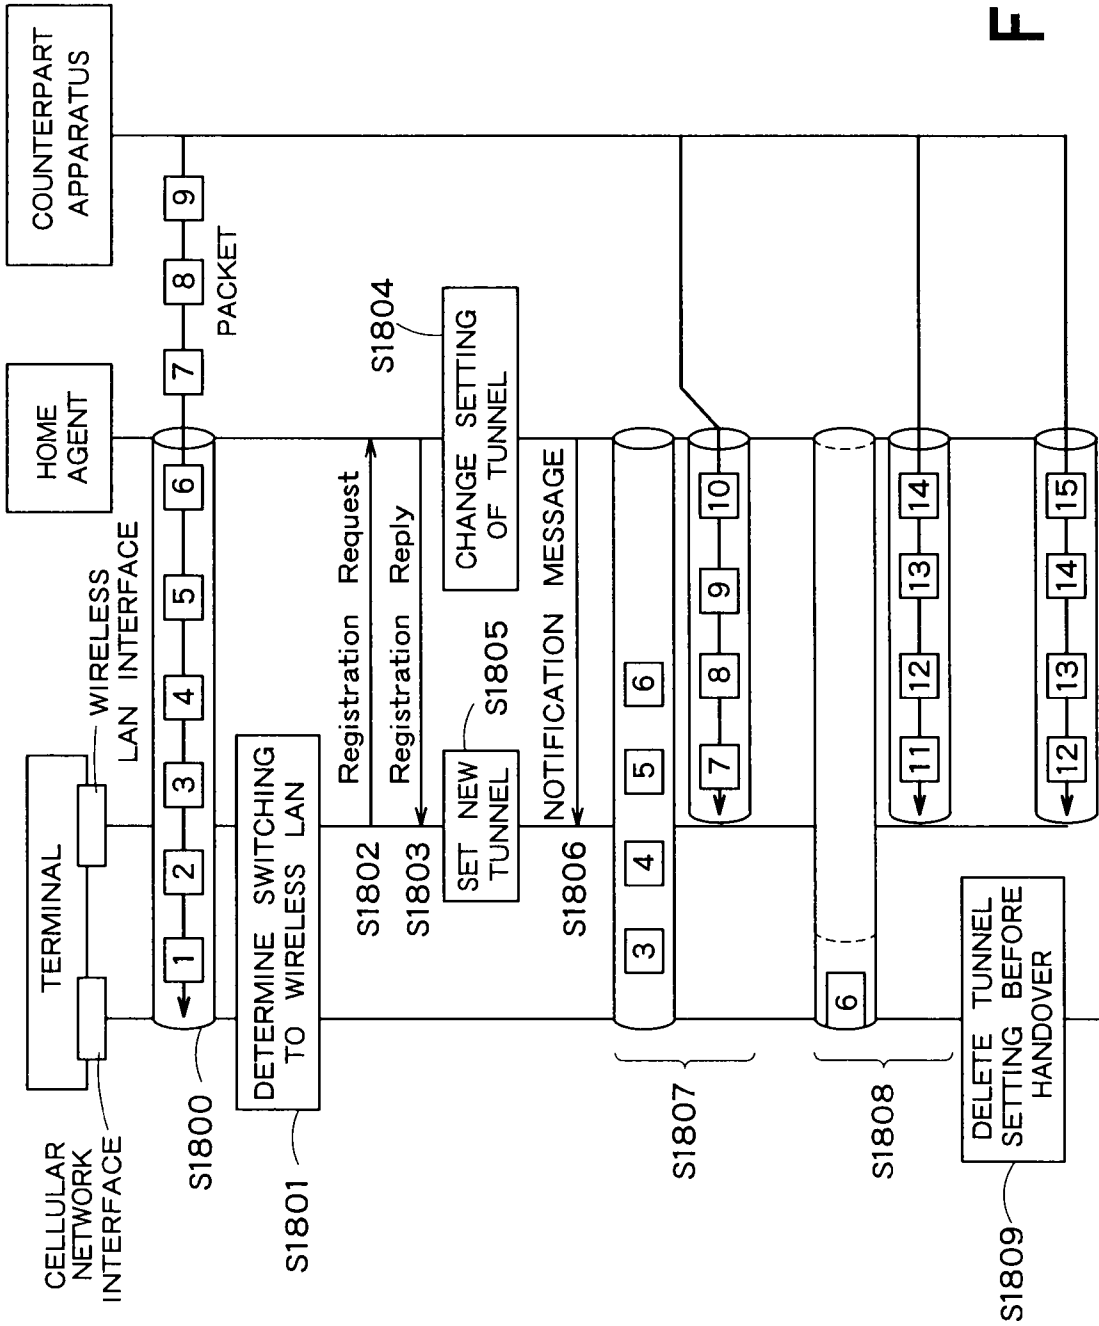 TERMINAL
HOME
AGENT
COUNTERPART
APPARATUS
CELLULAR
NETWORK
INTERFACE
WIRELESS
LAN INTERFACE
S1800
1
2
3
4
5
6
7
8
9
PACKET
S1801
DETERMINE SWITCHING
TO WIRELESS LAN
S1802
Registration Request
S1803
Registration Reply
S1804
CHANGE SETTING
OF TUNNEL
SET NEW
TUNNEL
S1805
S1806
NOTIFICATION MESSAGE
S1807
3
4
5
6
7
8
9
10
S1808
6
11
12
13
14
S1809
DELETE TUNNEL
SETTING BEFORE
HANDOVER
12
13
14
15
F